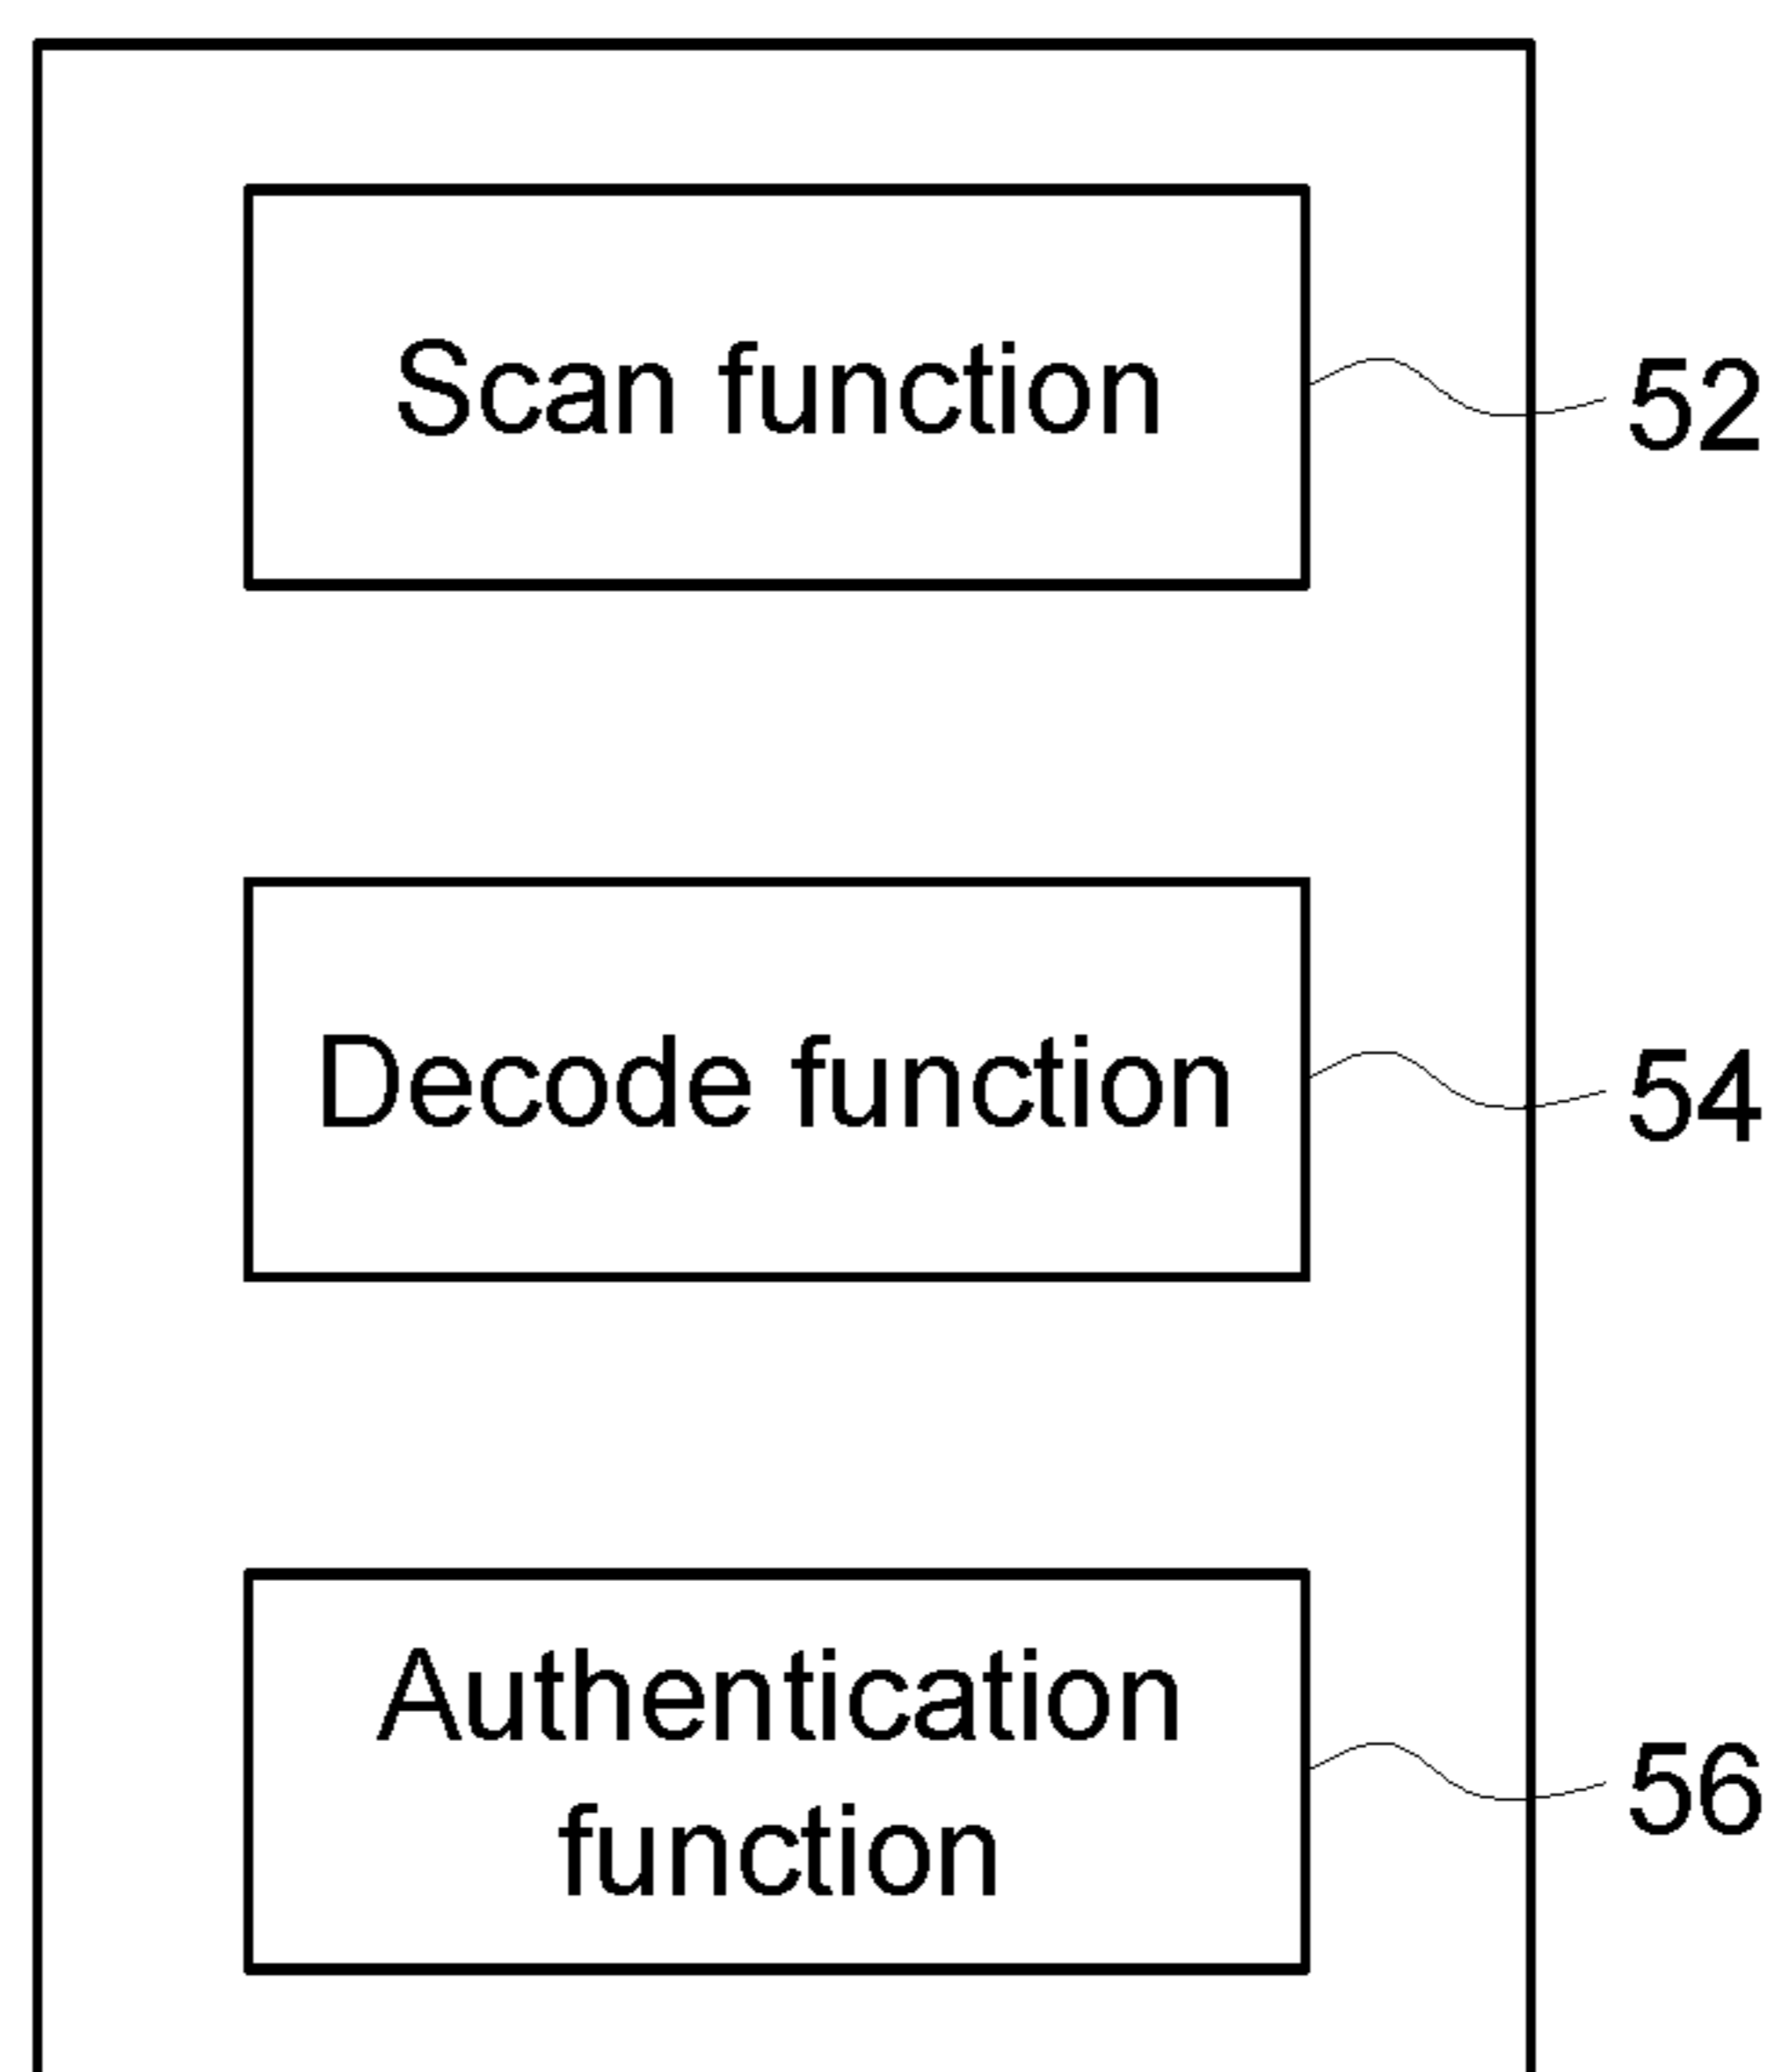 Scan function
52
Decode function
54
Authentication
function
56